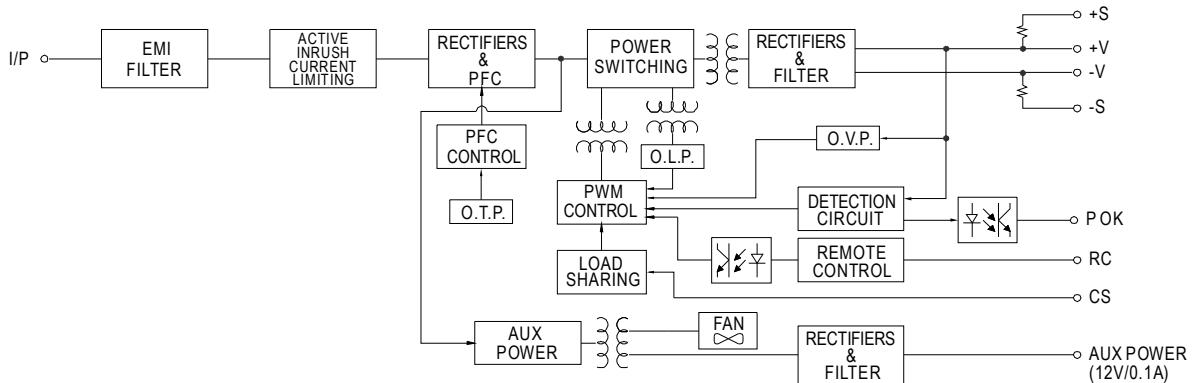 I/P
EMI
FILTER
ACTIVE
INRUSH
CURRENT
LIMITING
RECTIFIERS
&
PFC
POWER
SWITCHING
RECTIFIERS
&
FILTER
+S
+V
-V
-S
PFC
CONTROL
O.T.P.
O.L.P.
O.V.P.
PWM
CONTROL
DETECTION
CIRCUIT
POK
LOAD
SHARING
REMOTE
CONTROL
RC
CS
AUX
POWER
FAN
RECTIFIERS
&
FILTER
AUX POWER
(12V/0.1A)